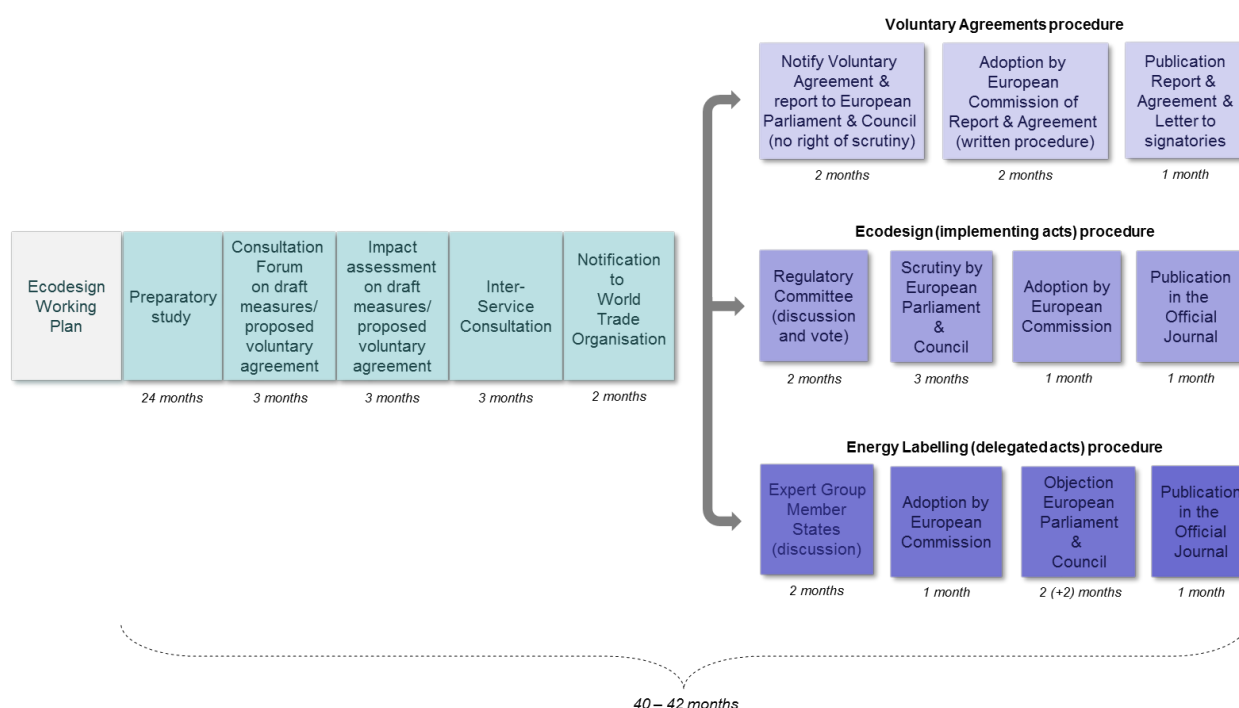 Ecodesign
Working
Plan
Preparatory
study
24 months
Consultation
Forum
on draft
measures/
proposed
voluntary
agreement
3 months
Impact
assessment
on draft
measures/
proposed
voluntary
agreement
3 months
Inter-
Service
Consultation
3 months
Notification
to
World
Trade
Organisation
2 months
Voluntary Agreements procedure
Notify Voluntary
Agreement &
report to European
Parliament & Council
(no right of scrutiny)
2 months
Adoption by
European
Commission of
Report & Agreement
(written procedure)
2 months
Publication
Report &
Agreement &
Letter to
signatories
1 month
Ecodesign (implementing acts) procedure
Regulatory
Committee
(discussion
and vote)
2 months
Scrutiny by
European
Parliament
&
Council
3 months
Adoption by
European
Commission
1 month
Publication
in the
Official
Journal
1 month
Energy Labelling (delegated acts) procedure
Expert Group
Member
States
(discussion)
2 months
Adoption by
European
Commission
1 month
Objection
European
Parliament
&
Council
2 (+2) months
Publication
in the
Official
Journal
1 month
40 – 42 months